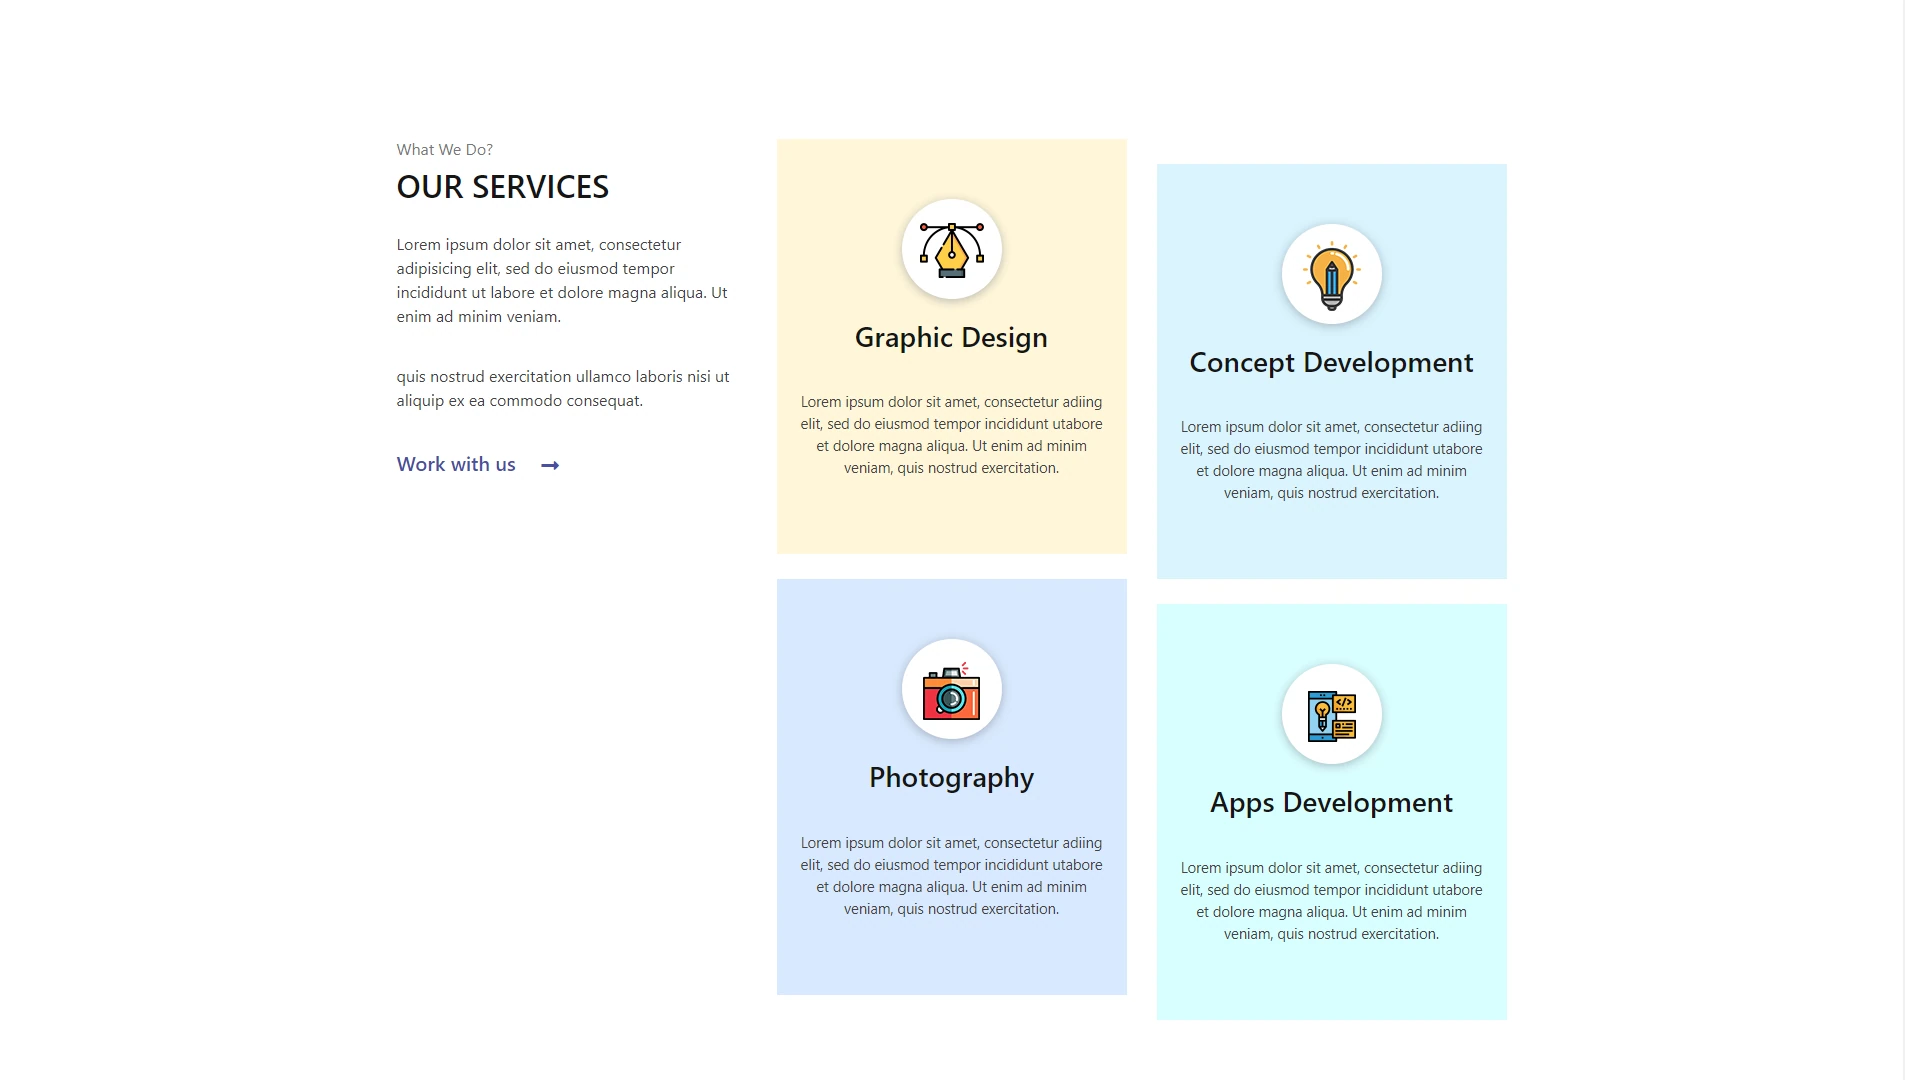 What We Do?
OUR SERVICES
Lorem ipsum dolor sit amet, consectetur
adipisicing elit, sed do eiusmod tempor
incididunt ut labore et dolore magna aliqua. Ut
enim ad minim veniam.
quis nostrud exercitation ullamco laboris nisi ut
aliquip ex ea commodo consequat.
Work with us
Graphic Design
Lorem ipsum dolor sit amet, consectetur adiing
elit, sed do eiusmod tempor incididunt utabore
et dolore magna aliqua. Ut enim ad minim
veniam, quis nostrud exercitation.
Concept Development
Lorem ipsum dolor sit amet, consectetur adiing
elit, sed do eiusmod tempor incididunt utabore
et dolore magna aliqua. Ut enim ad minim
veniam, quis nostrud exercitation.
Photography
Lorem ipsum dolor sit amet, consectetur adiing
elit, sed do eiusmod tempor incididunt utabore
et dolore magna aliqua. Ut enim ad minim
veniam, quis nostrud exercitation.
Apps Development
Lorem ipsum dolor sit amet, consectetur adiing
elit, sed do eiusmod tempor incididunt utabore
et dolore magna aliqua. Ut enim ad minim
veniam, quis nostrud exercitation.